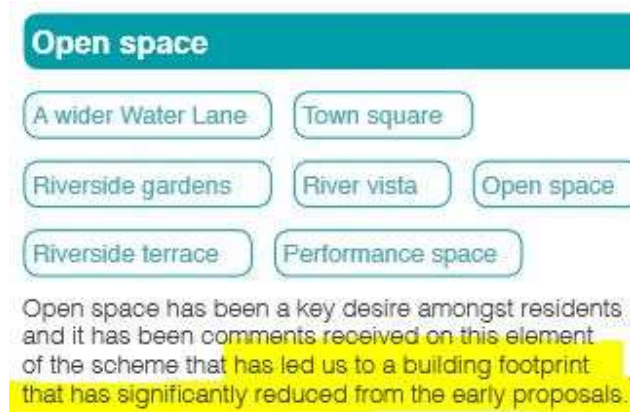 Open space
A wider Water Lane Town square
Riverside gardens River vista Open space
Riverside terrace Performance space
Open space has been a key desire amongst residents
and it has been comments received on this element
of the scheme that has led us to a building footprint
that has significantly reduced from the early proposals.